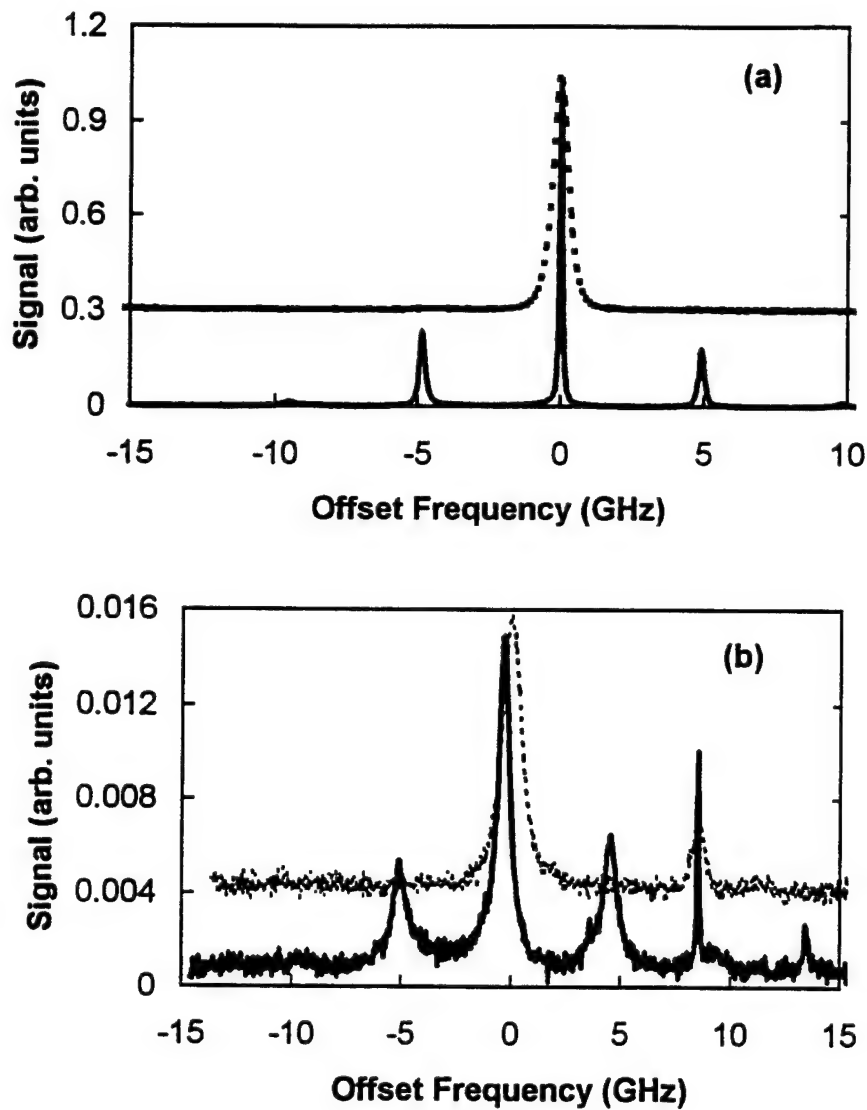 1.2
(a)
0.9
0.6
0.3
0
Signal (arb. units)
-15 -10 -5 0 5 10
Offset Frequency (GHz)
0.016
(b)
0.012
0.008
0.004
0
Signal (arb. units)
-15 -10 -5 0 5 10 15
Offset Frequency (GHz)